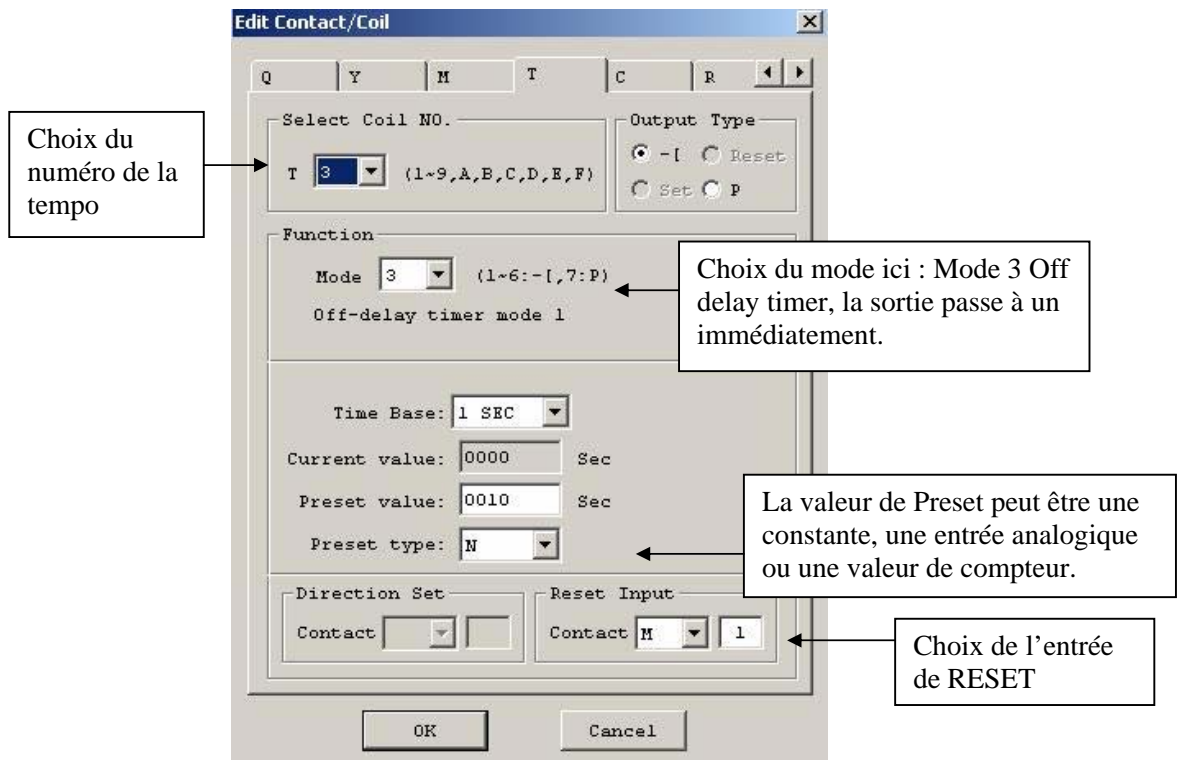 Edit Contact/Coil
Q Y M T C R
Select Coil NO.
T 3 (1~9,A,B,C,D,E,F)
Output Type
-[ Reset
Set P
Choix du
numéro de la
tempo
Function
Mode 3 (1~6:-[,7:P)
Off-delay timer mode 1
Choix du mode ici : Mode 3 Off
delay timer, la sortie passe à un
immédiatement.
Time Base: 1 SEC
Current value: 0000 Sec
Preset value: 0010 Sec
Preset type: N
La valeur de Preset peut être une
constante, une entrée analogique
ou une valeur de compteur.
Direction Set
Contact
Reset Input
Contact M 1
Choix de l’entrée
de RESET
OK Cancel